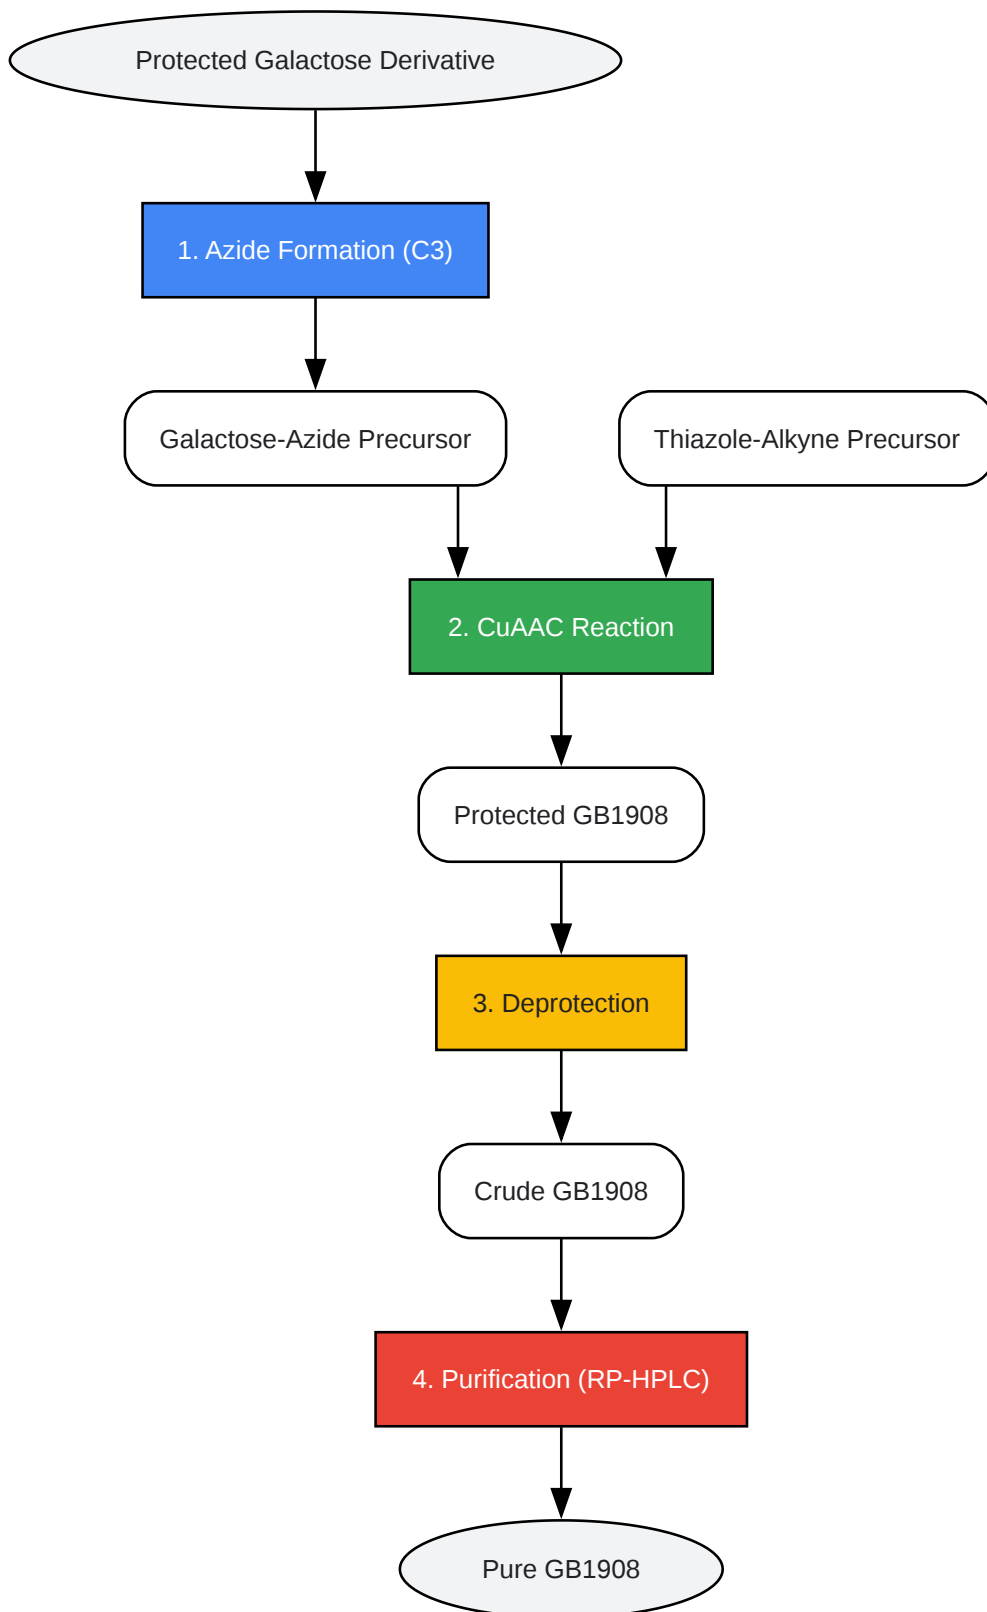 Protected Galactose Derivative
1. Azide Formation (C3)
Galactose-Azide Precursor
Thiazole-Alkyne Precursor
2. CuAAC Reaction
Protected GB1908
3. Deprotection
Crude GB1908
4. Purification (RP-HPLC)
Pure GB1908